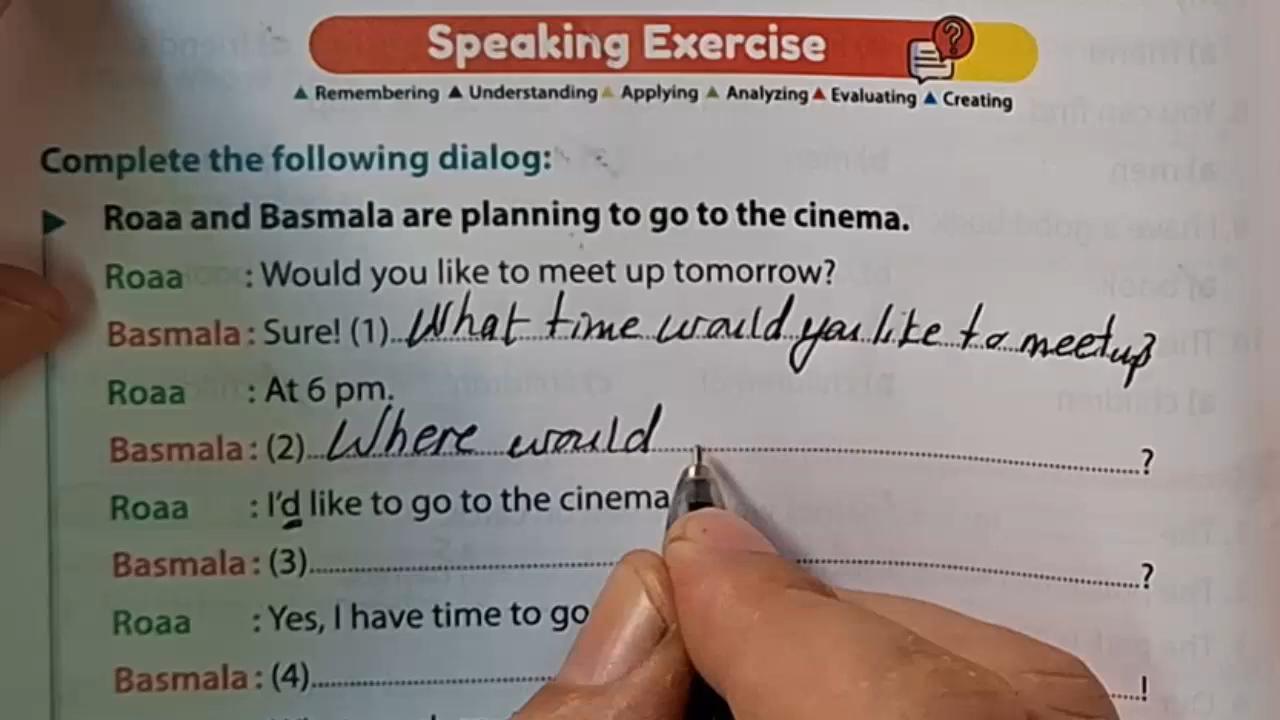 Speaking Exercise
▲ Remembering ▲ Understanding ▲ Applying ▲ Analyzing ▲ Evaluating ▲ Creating
Complete the following dialog:
Roaa and Basmala are planning to go to the cinema.
Roaa : Would you like to meet up tomorrow?
Basmala : Sure! (1) What time would you like to meet up?
Roaa : At 6 pm.
Basmala : (2) Where would ?
Roaa : I'd like to go to the cinema
Basmala : (3) ?
Roaa : Yes, I have time to go
Basmala : (4) !